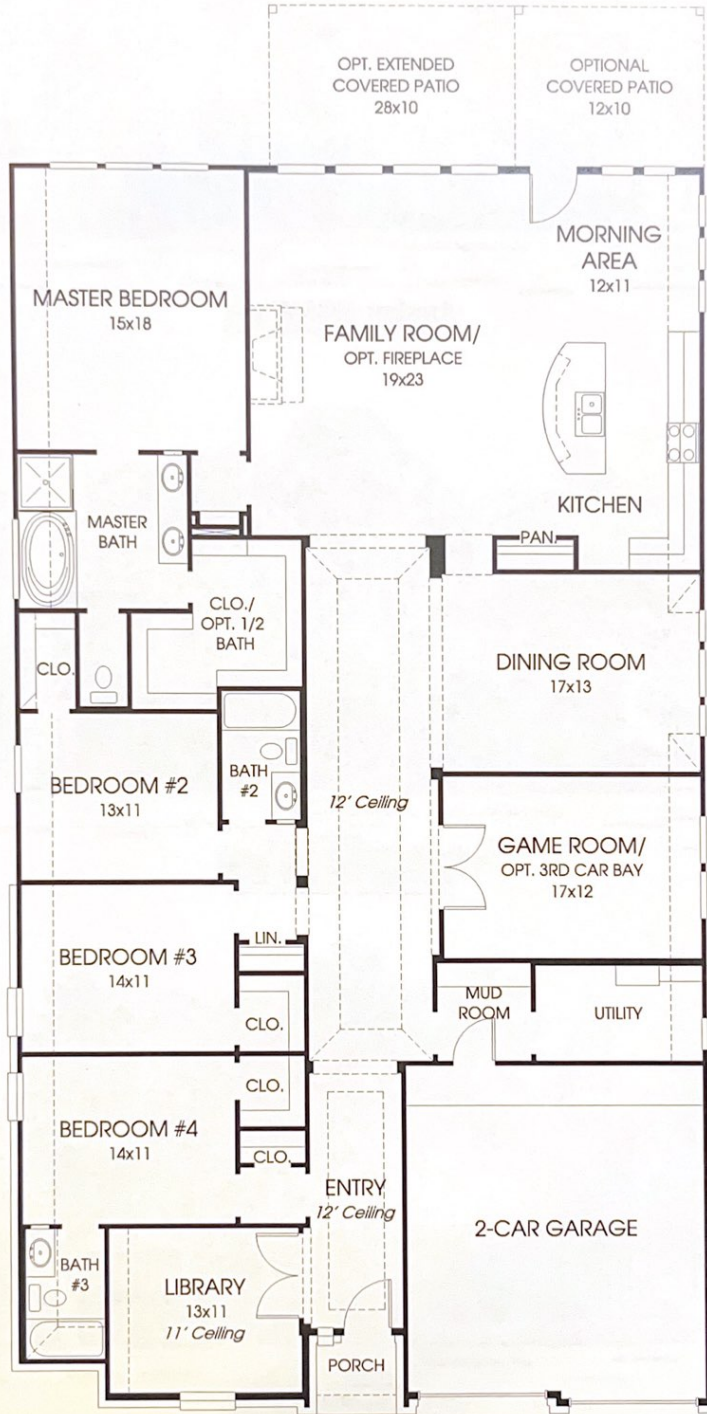 OPT. EXTENDED
COVERED PATIO
28x10
OPTIONAL
COVERED PATIO
12x10
MASTER BEDROOM
15x18
FAMILY ROOM/
OPT. FIREPLACE
19x23
MORNING
AREA
12x11
KITCHEN
MASTER
BATH
PAN.
CLO./
OPT. 1/2
BATH
CLO.
DINING ROOM
17x13
BEDROOM #2
13x11
BATH
#2
12' Ceiling
GAME ROOM/
OPT. 3RD CAR BAY
17x12
BEDROOM #3
14x11
LIN.
CLO.
MUD
ROOM
UTILITY
CLO.
BEDROOM #4
14x11
CLO.
ENTRY
12' Ceiling
2-CAR GARAGE
BATH
#3
LIBRARY
13x11
11' Ceiling
PORCH